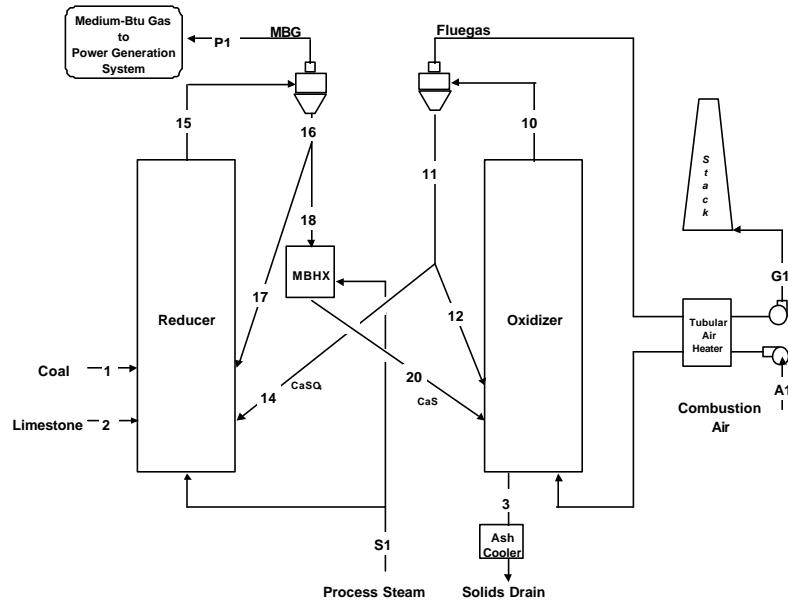 Medium-Btu Gas
to
Power Generation
System
P1
MBG
Fluegas
15
16
10
11
Stack
18
MBHX
G1
17
12
Reducer
Oxidizer
Tubular
Air
Heater
Coal
1
14
CaSO₄
20
CaS
A1
Limestone
2
Combustion
Air
3
Ash
Cooler
S1
Process Steam
Solids Drain